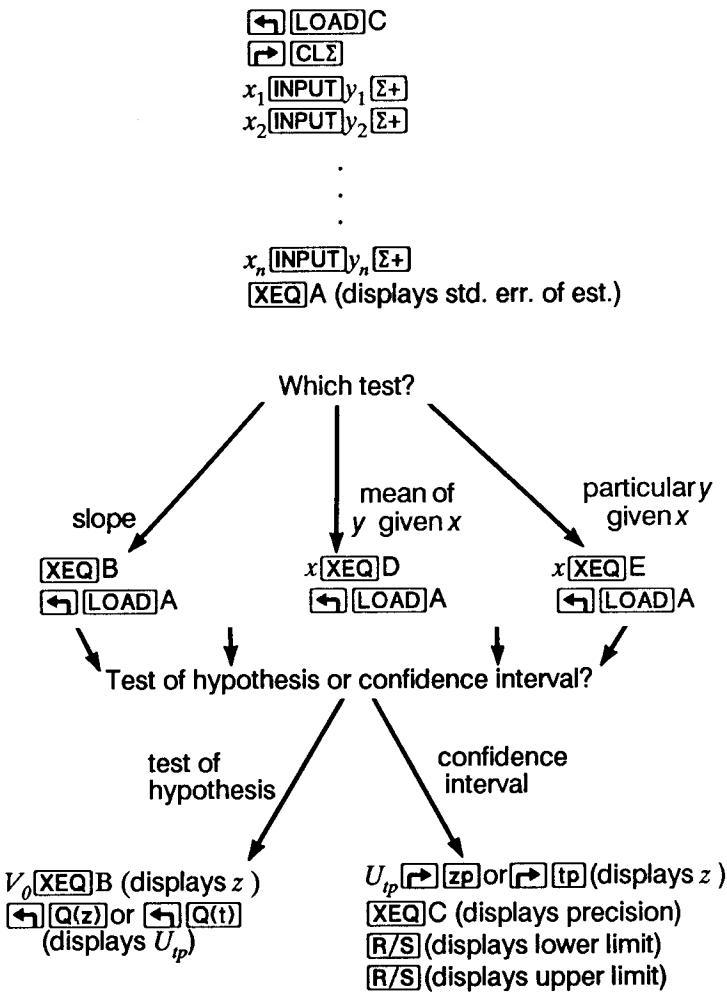 ↰ LOAD C
↱ CLΣ
x₁ INPUT y₁ Σ+
x₂ INPUT y₂ Σ+
.
.
.
xₙ INPUT yₙ Σ+
XEQ A (displays std. err. of est.)
Which test?
slope
mean of
y given x
particular y
given x
XEQ B
↰ LOAD A
x XEQ D
↰ LOAD A
x XEQ E
↰ LOAD A
Test of hypothesis or confidence interval?
test of
hypothesis
confidence
interval
V₀ XEQ B (displays z )
↰ Q(z) or ↰ Q(t)
(displays Uₜₚ)
Uₜₚ ↱ zp or ↱ tp (displays z )
XEQ C (displays precision)
R/S (displays lower limit)
R/S (displays upper limit)